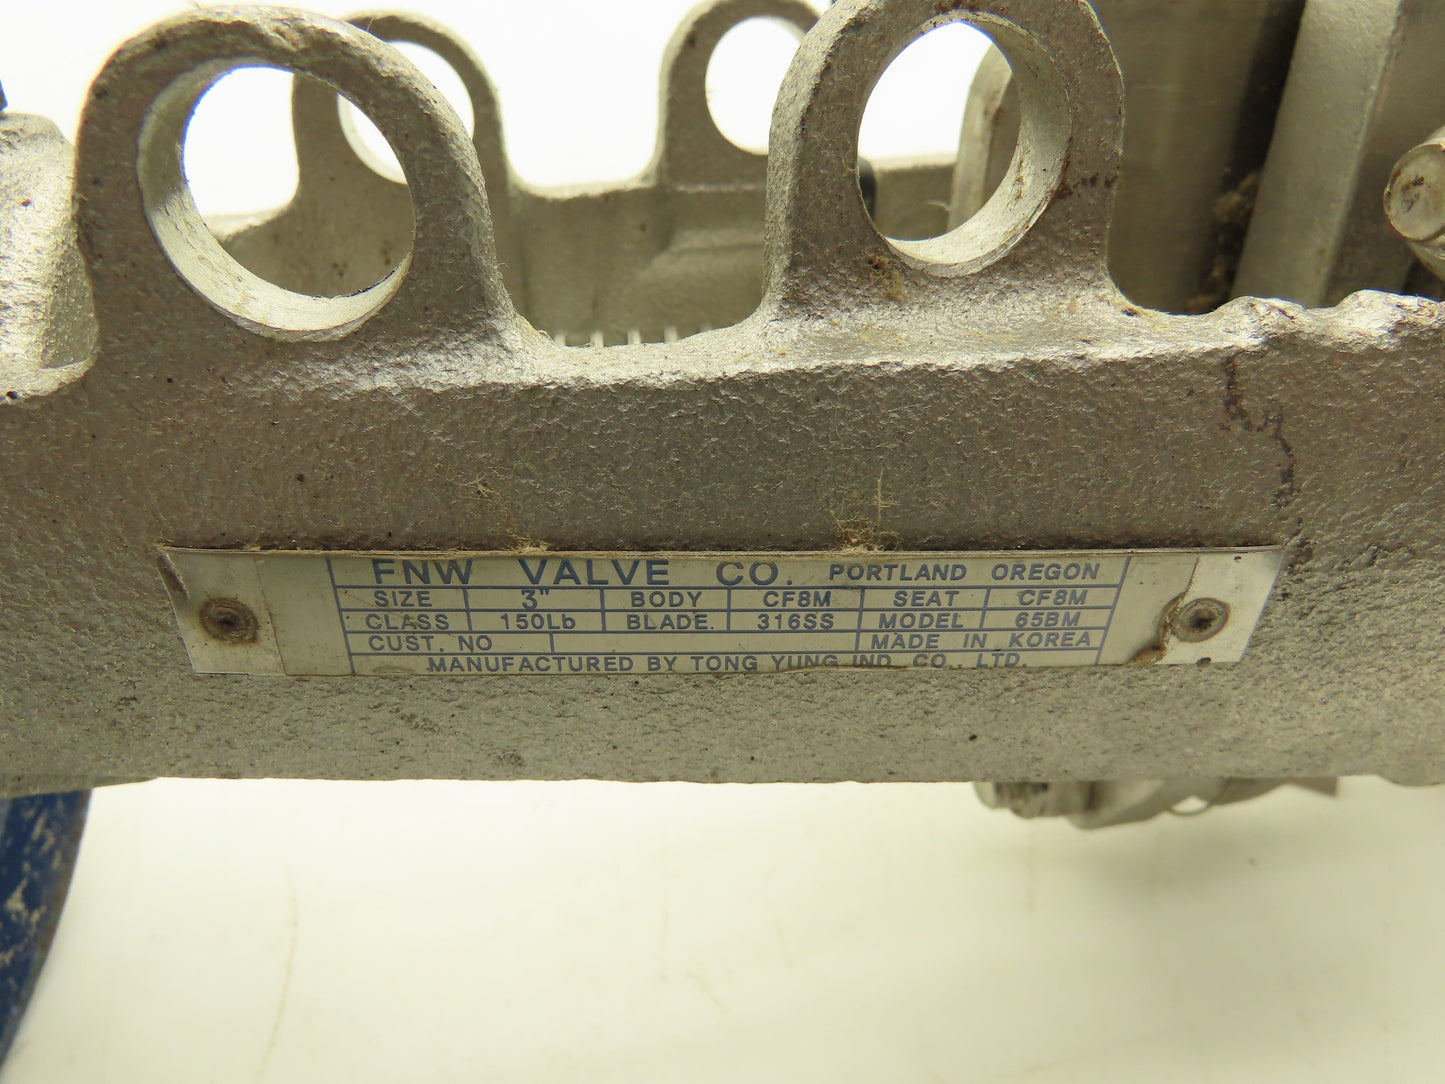 FNW VALVE CO. PORTLAND OREGON
SIZE 3" BODY CF8M SEAT CF8M
CLASS 150Lb BLADE. 316SS MODEL 65BM
CUST. NO MADE IN KOREA
MANUFACTURED BY TONG YUNG IND. CO., LTD.